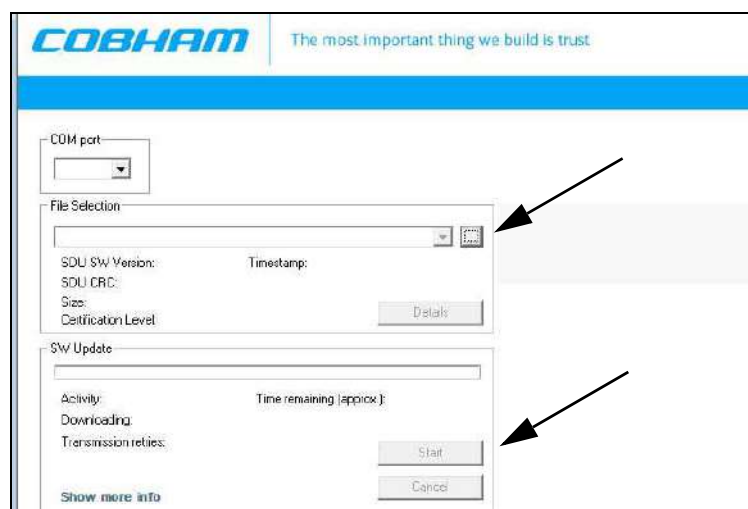 COBHAM
The most important thing we build is trust
COM port
File Selection
SDU SW Version: Timestamp:
SDU CRC:
Size:
Certification Level
Details
SW Update
Activity: Time remaining (approx.):
Downloading:
Transmission retries:
Start
Cancel
Show more info